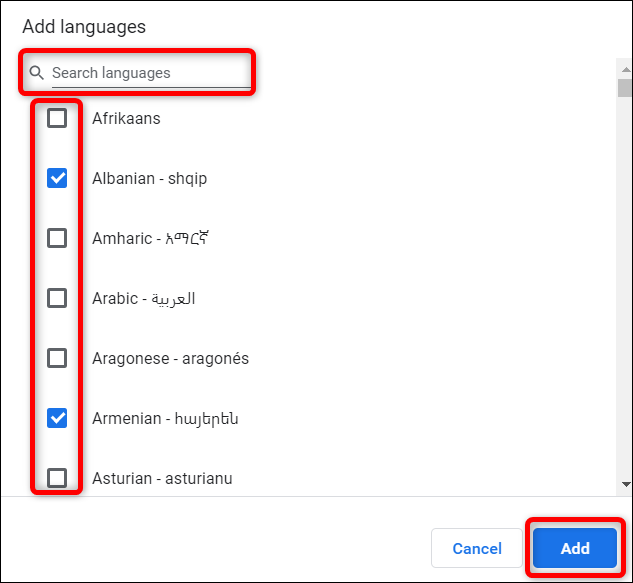 Add languages
Search languages
Afrikaans
Albanian - shqip
Amharic - አማርኛ
Arabic - العربية
Aragonese - aragonés
Armenian - հայերեն
Asturian - asturianu
Cancel
Add